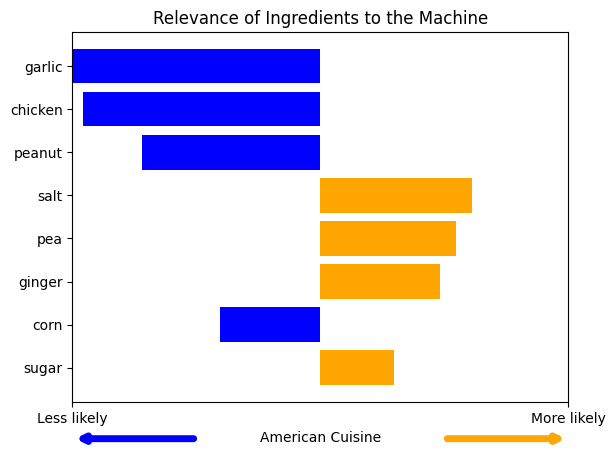 Relevance of Ingredients to the Machine
garlic
chicken
peanut
salt
pea
ginger
corn
sugar
Less likely
More likely
American Cuisine